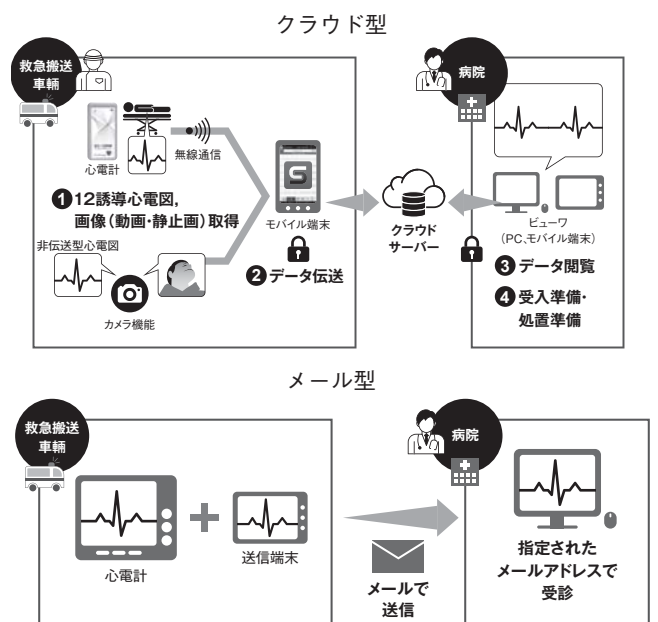 クラウド型
救急搬送
車輌
心電計
無線通信
❶12誘導心電図,
画像(動画・静止画)取得
非伝送型心電図
カメラ機能
S
モバイル端末
❷データ伝送
クラウド
サーバー
病院
ビューワ
(PC、モバイル端末)
❸データ閲覧
❹受入準備・
処置準備
メール型
救急搬送
車輌
心電計
送信端末
メールで
送信
病院
指定された
メールアドレスで
受診